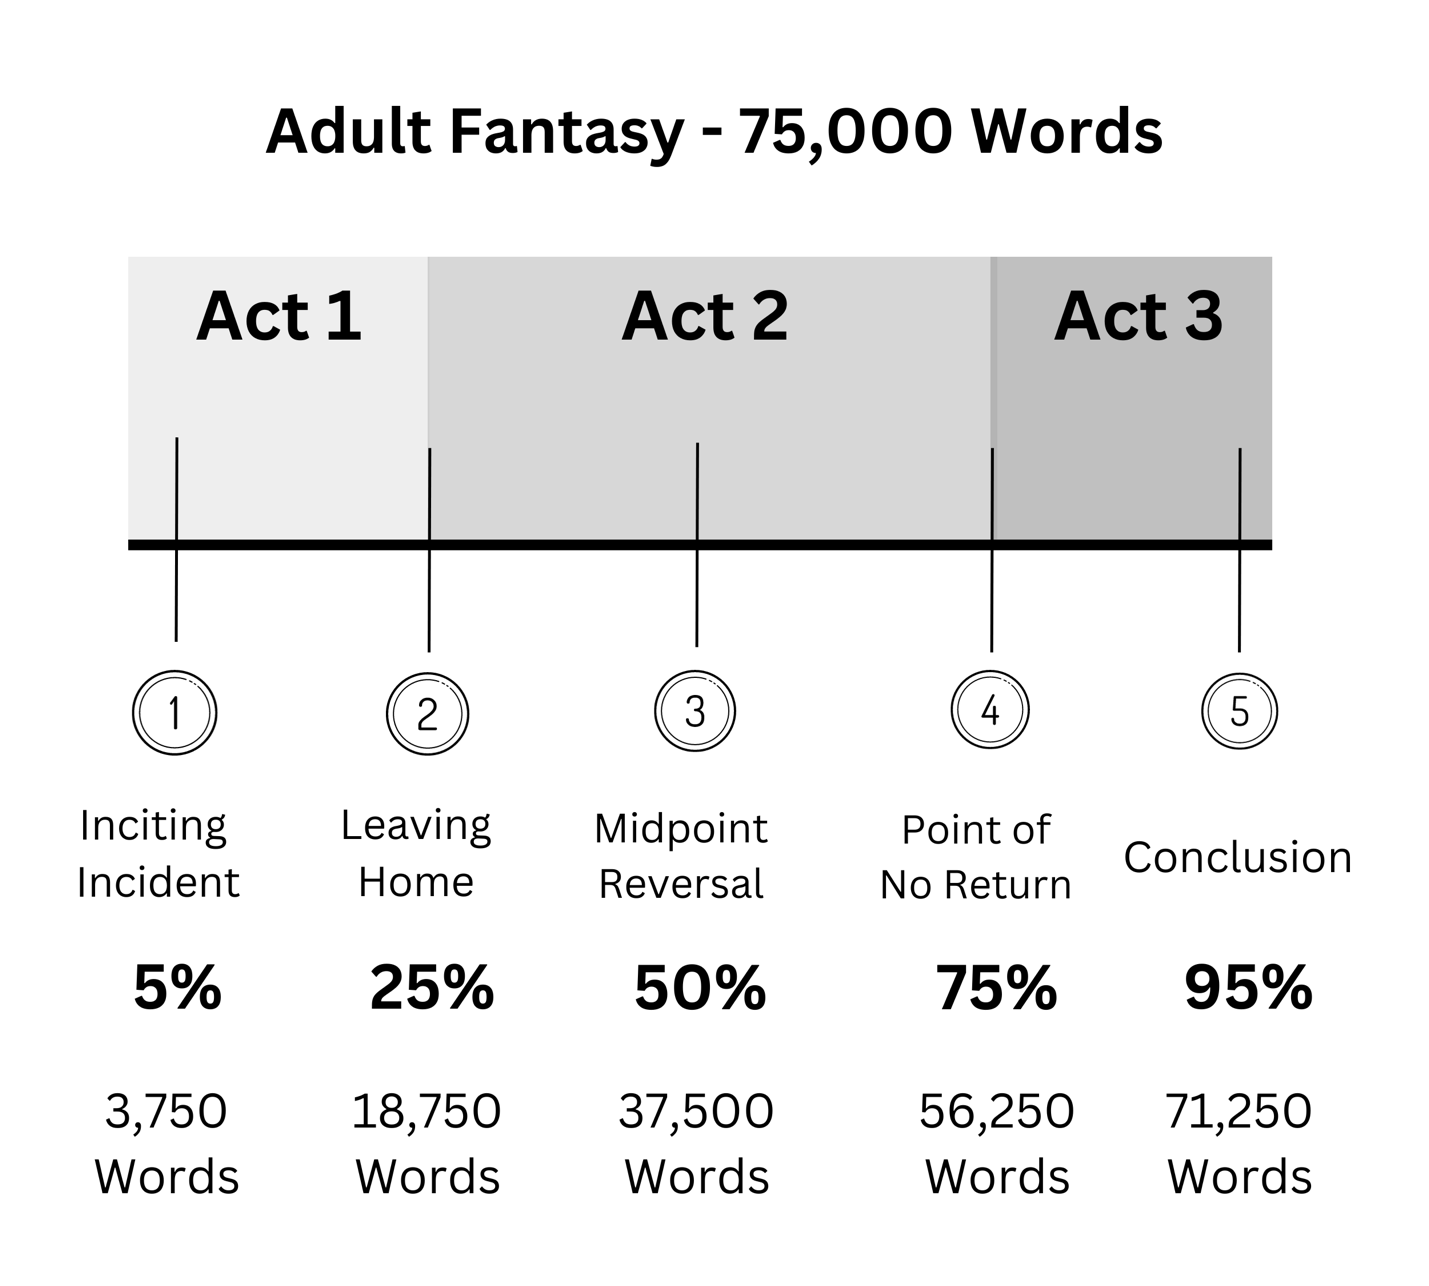 Adult Fantasy - 75,000 Words
Act 1
Act 2
Act 3
1
2
3
4
5
Inciting
Incident
Leaving
Home
Midpoint
Reversal
Point of
No Return
Conclusion
5%
25%
50%
75%
95%
3,750
Words
18,750
Words
37,500
Words
56,250
Words
71,250
Words